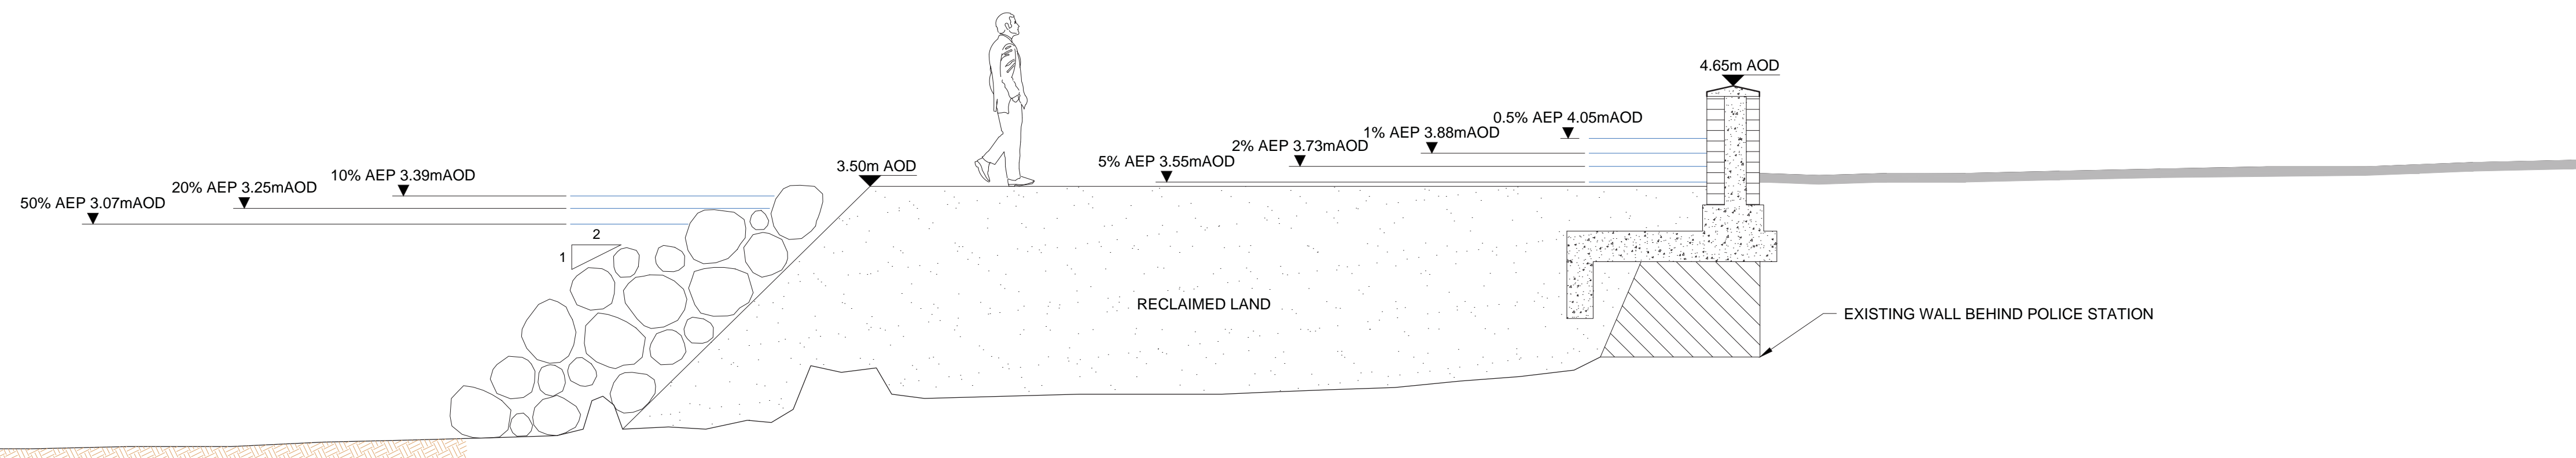 4.65m AOD
0.5% AEP 4.05mAOD
1% AEP 3.88mAOD
2% AEP 3.73mAOD
5% AEP 3.55mAOD
3.50m AOD
10% AEP 3.39mAOD
20% AEP 3.25mAOD
50% AEP 3.07mAOD
2
1
RECLAIMED LAND
EXISTING WALL BEHIND POLICE STATION